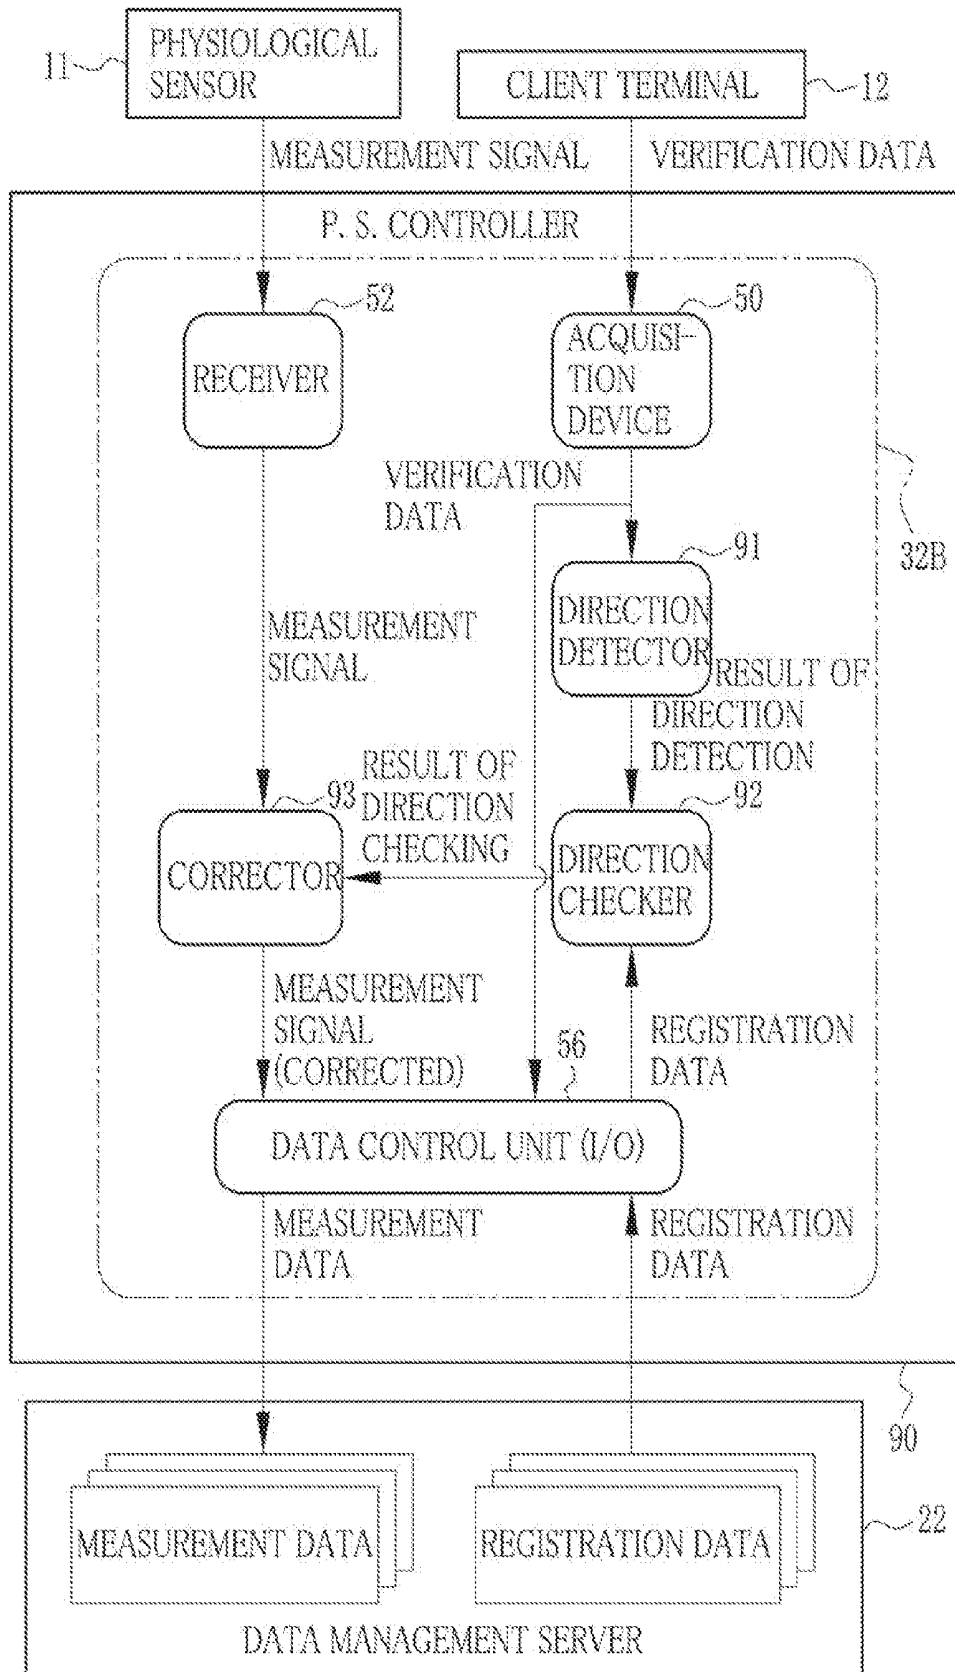 PHYSIOLOGICAL
SENSOR
11
CLIENT TERMINAL
12
MEASUREMENT SIGNAL
VERIFICATION DATA
P. S. CONTROLLER
52
50
RECEIVER
ACQUISI-
TION
DEVICE
VERIFICATION
DATA
32B
91
DIRECTION
DETECTOR
MEASUREMENT
SIGNAL
RESULT OF
DIRECTION
DETECTION
RESULT OF
DIRECTION
CHECKING
93
92
CORRECTOR
DIRECTION
CHECKER
MEASUREMENT
SIGNAL
(CORRECTED)
REGISTRATION
DATA
56
DATA CONTROL UNIT (I/O)
MEASUREMENT
DATA
REGISTRATION
DATA
90
22
MEASUREMENT DATA
REGISTRATION DATA
DATA MANAGEMENT SERVER